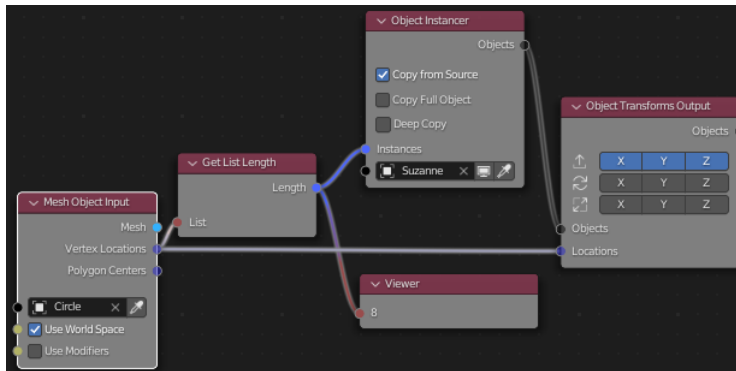 Object Instancer
Objects
Copy from Source
Copy Full Object
Deep Copy
Instances
Suzanne
Object Transforms Output
Objects
X Y Z
X Y Z
X Y Z
Objects
Locations
Get List Length
Length
List
Mesh Object Input
Mesh
Vertex Locations
Polygon Centers
Circle
Use World Space
Use Modifiers
Viewer
8